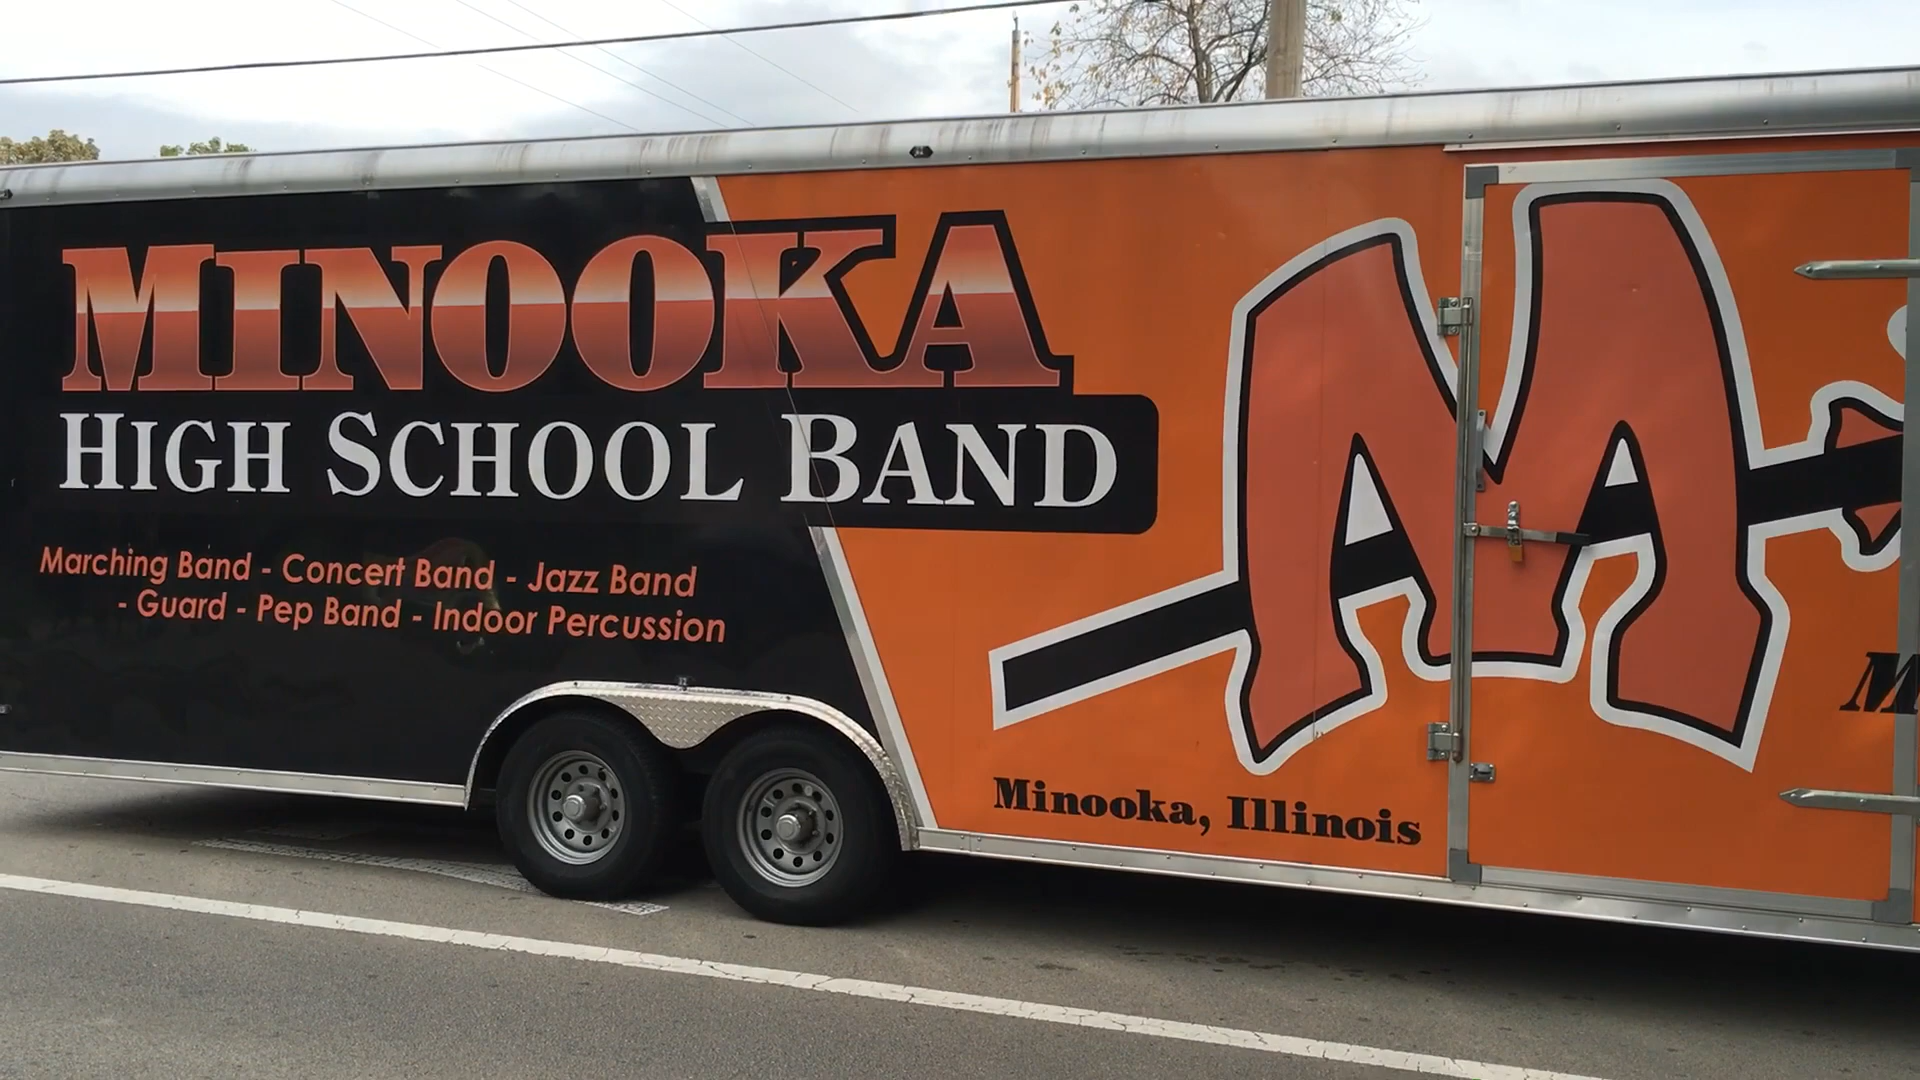 MINOOKA
HIGH SCHOOL BAND
Marching Band - Concert Band - Jazz Band
- Guard - Pep Band - Indoor Percussion
M
Minooka, Illinois